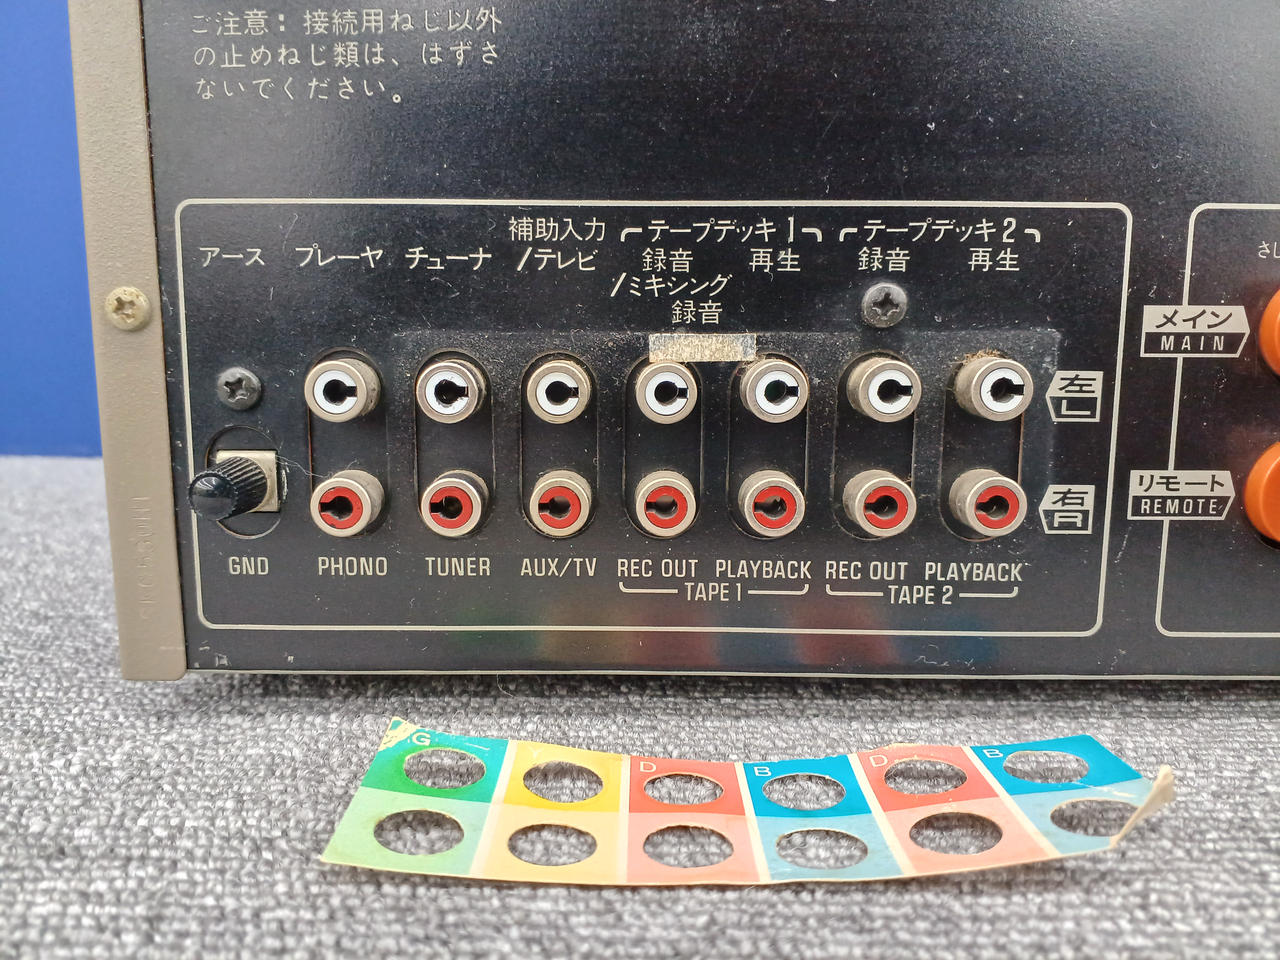 ご注意：接続用ねじ以外
の止めねじ類は、はずさ
ないでください。
アース
プレーヤ
チューナ
補助入力
/テレビ
テープデッキ1
録音
再生
/ミキシング
録音
テープデッキ2
録音
再生
左
L
右
R
GND
PHONO
TUNER
AUX/TV
REC OUT
PLAYBACK
TAPE 1
REC OUT
PLAYBACK
TAPE 2
さし
メイン
MAIN
リモート
REMOTE
G
D
B
D
B